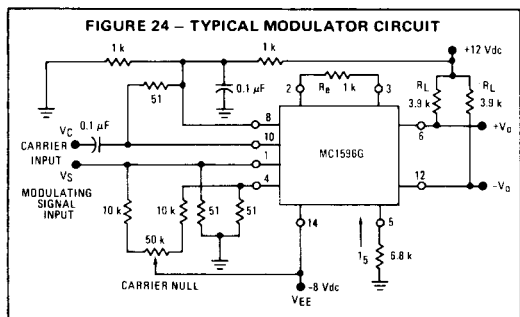 FIGURE 24 – TYPICAL MODULATOR CIRCUIT
1 k
1 k
+12 Vdc
51
0.1 μF
2
Re
1 k
3
RL
3.9 k
RL
3.9 k
0.1 μF
VC
CARRIER
INPUT
8
10
1
4
MC1596G
6
+Vo
VS
MODULATING
SIGNAL INPUT
12
-Vo
10 k
10 k
51
51
14
5
I5
6.8 k
50 k
CARRIER NULL
VEE
-8 Vdc